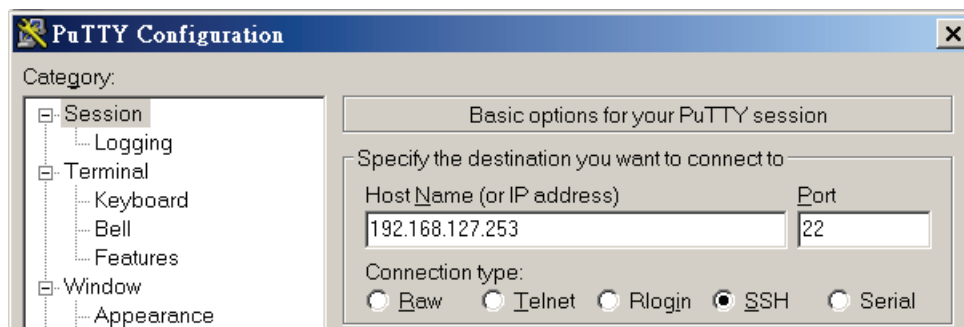 PuTTY Configuration
Category:
Session
Logging
Terminal
Keyboard
Bell
Features
Window
Appearance
Basic options for your PuTTY session
Specify the destination you want to connect to
Host Name (or IP address) Port
192.168.127.253 22
Connection type:
Raw Telnet Rlogin SSH Serial